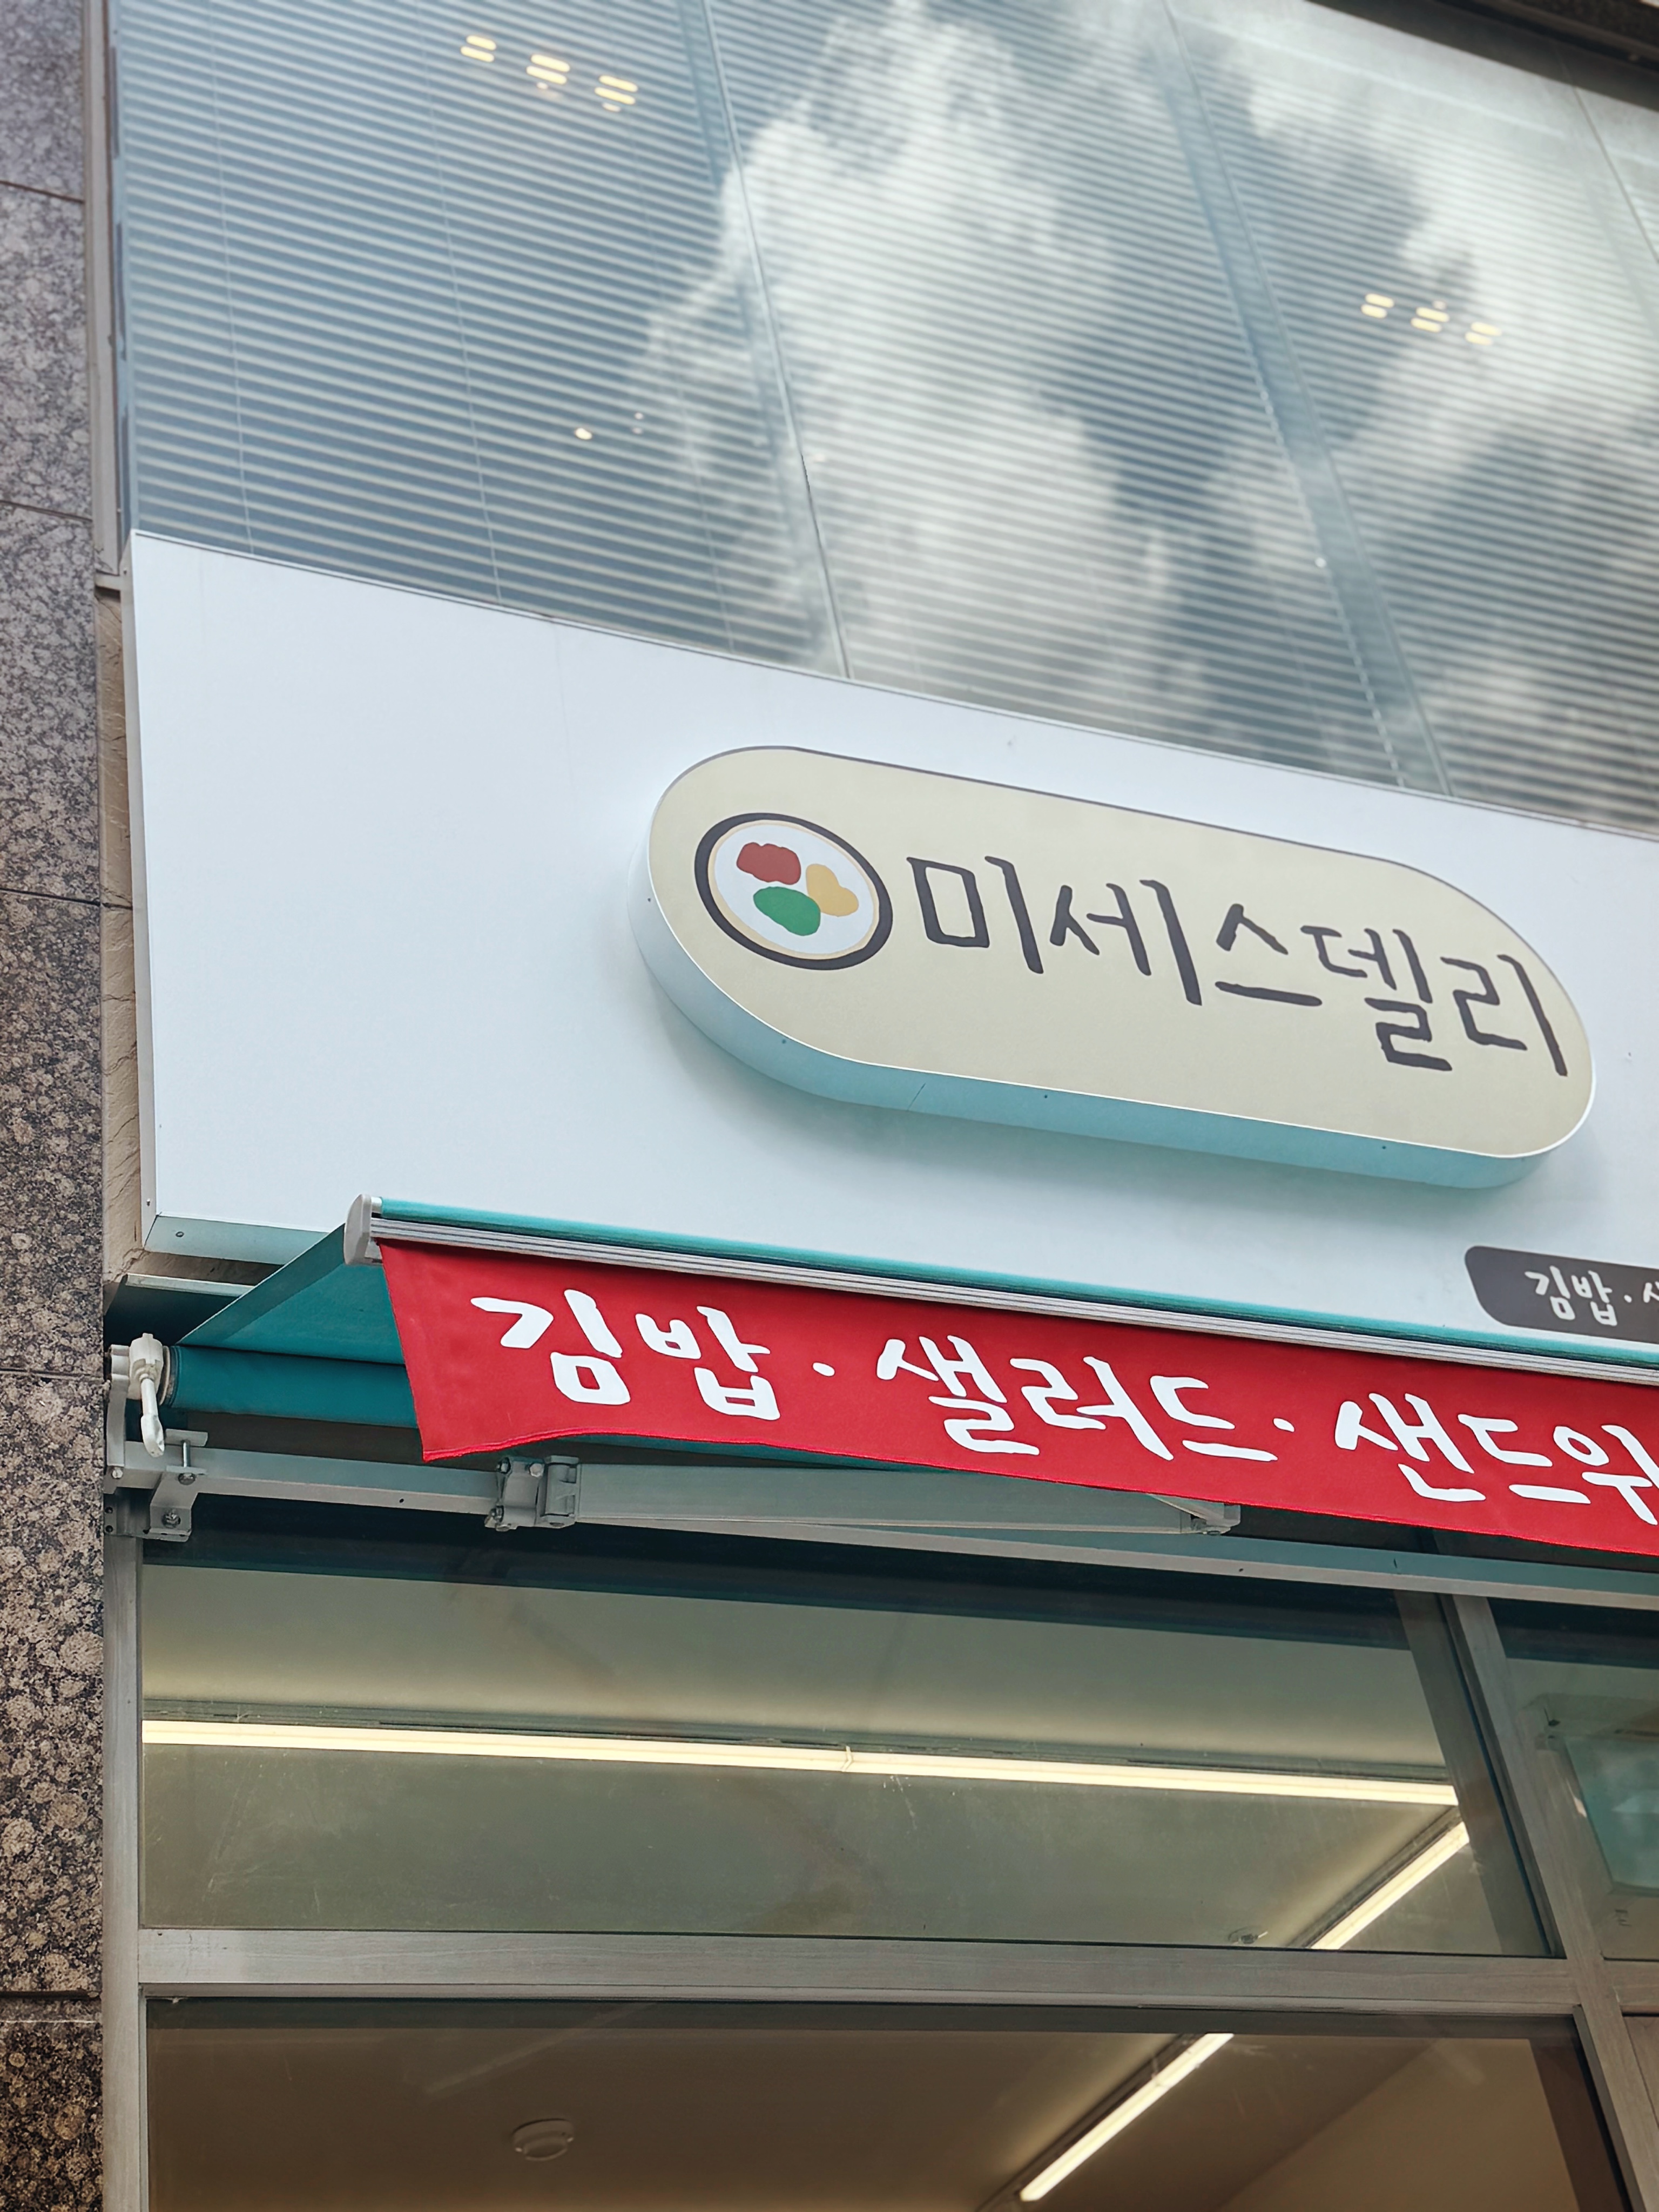 미세스델리
김밥 ·
김밥 · 샐러드 · 샌드위